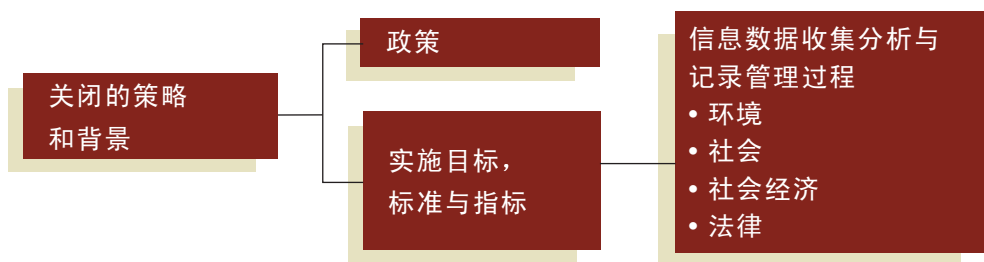 关闭的策略
和背景
政策
实施目标，
标准与指标
信息数据收集分析与
记录管理过程
• 环境
• 社会
• 社会经济
• 法律